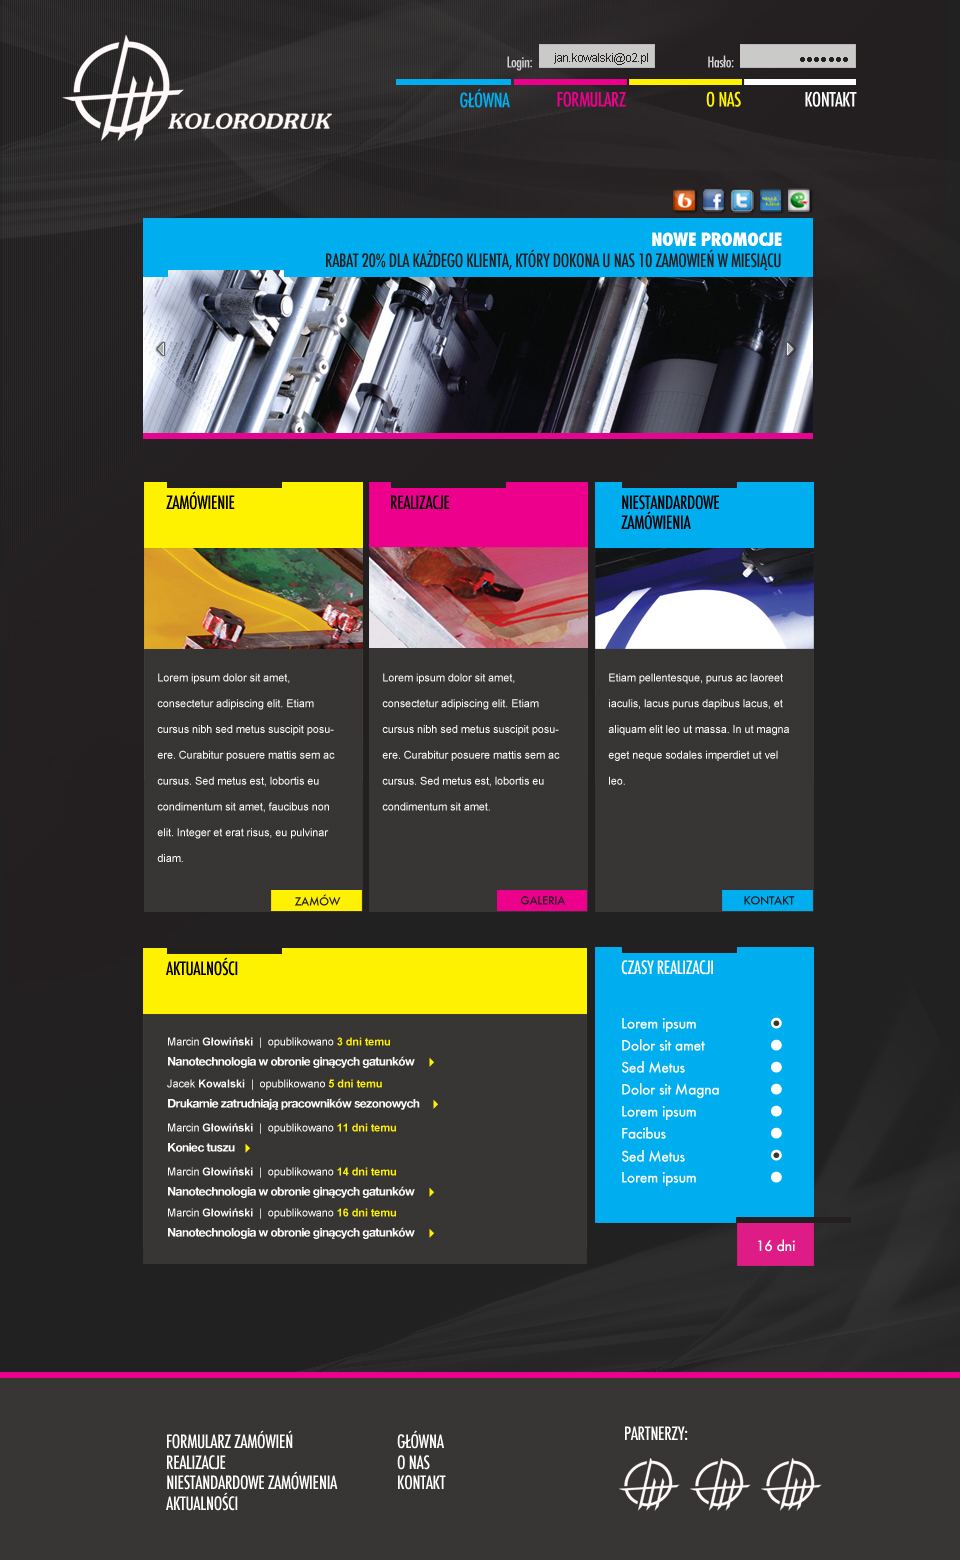 KOLORODRUK
Login: jan.kowalski@o2.pl Hasło: •••••••
GŁÓWNA FORMULARZ O NAS KONTAKT
NOWE PROMOCJE
RABAT 20% DLA KAŻDEGO KLIENTA, KTÓRY DOKONA U NAS 10 ZAMOWIEŃ W MIESIĄCU
ZAMÓWIENIE
Lorem ipsum dolor sit amet,
consectetur adipiscing elit. Etiam
cursus nibh sed metus suscipit posu-
ere. Curabitur posuere mattis sem ac
cursus. Sed metus est, lobortis eu
condimentum sit amet, faucibus non
elit. Integer et erat risus, eu pulvinar
diam.
ZAMÓW
REALIZACJE
Lorem ipsum dolor sit amet,
consectetur adipiscing elit. Etiam
cursus nibh sed metus suscipit posu-
ere. Curabitur posuere mattis sem ac
cursus. Sed metus est, lobortis eu
condimentum sit amet.
GALERIA
NIESTANDARDOWE
ZAMÓWIENIA
Etiam pellentesque, purus ac laoreet
iaculis, lacus purus dapibus lacus, et
aliquam elit leo ut massa. In ut magna
eget neque sodales imperdiet ut vel
leo.
KONTAKT
AKTUALNOŚCI
Marcin Głowiński | opublikowano 3 dni temu
Nanotechnologia w obronie ginących gatunków
Jacek Kowalski | opublikowano 5 dni temu
Drukarnie zatrudniają pracowników sezonowych
Marcin Głowiński | opublikowano 11 dni temu
Koniec tuszu
Marcin Głowiński | opublikowano 14 dni temu
Nanotechnologia w obronie ginących gatunków
Marcin Głowiński | opublikowano 16 dni temu
Nanotechnologia w obronie ginących gatunków
CZASY REALIZACJI
Lorem ipsum
Dolor sit amet
Sed Metus
Dolor sit Magna
Lorem ipsum
Facibus
Sed Metus
Lorem ipsum
16 dni
FORMULARZ ZAMÓWIEŃ
REALIZACJE
NIESTANDARDOWE ZAMÓWIENIA
AKTUALNOŚCI
GŁÓWNA
O NAS
KONTAKT
PARTNERZY: